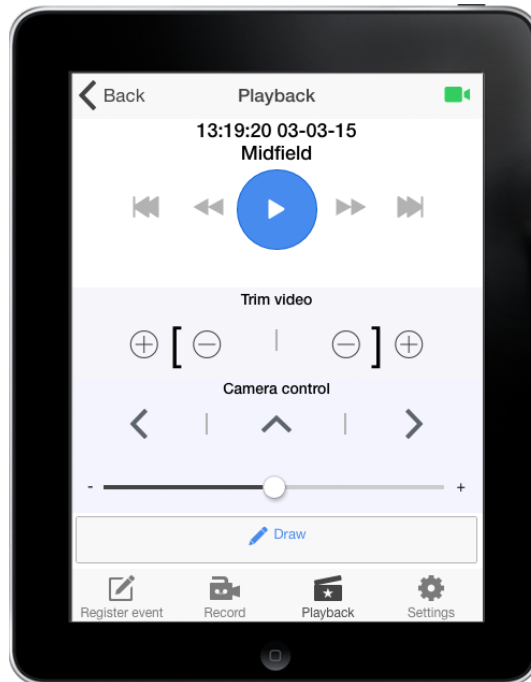 Back Playback
13:19:20 03-03-15
Midfield
Trim video
+ [ - | - ] +
Camera control
- +
Draw
Register event Record Playback Settings